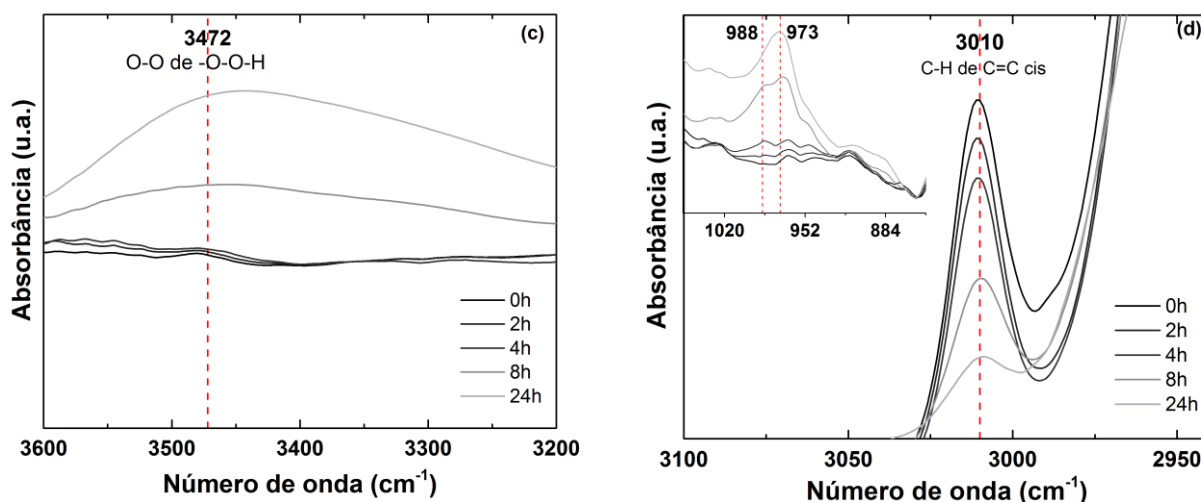 (c)
3472
O-O de -O-O-H
Absorbância (u.a.)
0h
2h
4h
8h
24h
3600 3500 3400 3300 3200
Número de onda (cm⁻¹)
(d)
988 973
3010
C-H de C=C cis
1020 952 884
Absorbância (u.a.)
0h
2h
4h
8h
24h
3100 3050 3000 2950
Número de onda (cm⁻¹)